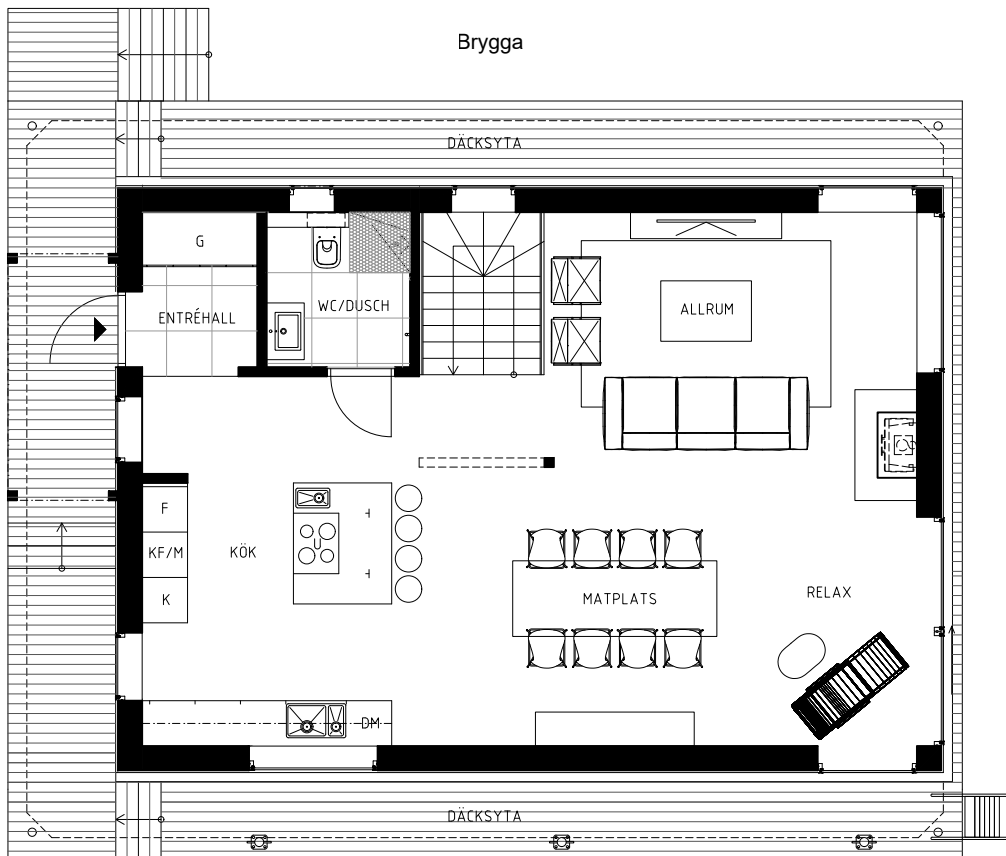 Brygga
DÄCKSYTA
G
ENTRÉHALL
WC/DUSCH
ALLRUM
F
KF/M
K
KÖK
U
MATPLATS
RELAX
DM
DÄCKSYTA